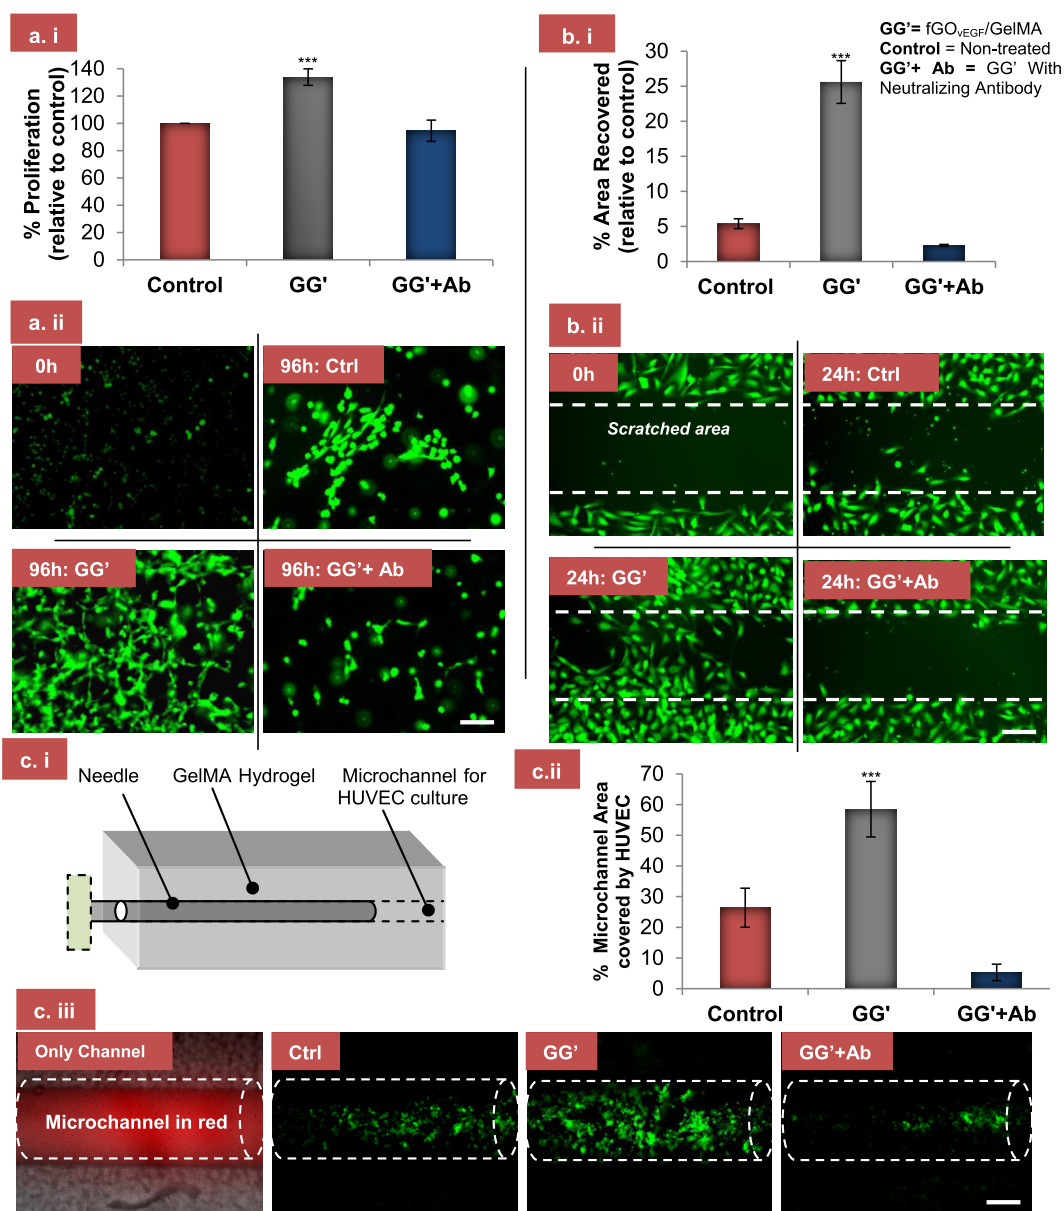 a. i
% Proliferation
(relative to control)
140
120
100
80
60
40
20
0
***
Control
GG'
GG'+Ab
b. i
% Area Recovered
(relative to control)
30
25
20
15
10
5
0
***
Control
GG'
GG'+Ab
GG’= fGOvEGF/GelMA
Control = Non-treated
GG’+ Ab = GG’ With
Neutralizing Antibody
a. ii
0h
96h: Ctrl
96h: GG’
96h: GG’+ Ab
b. ii
0h
Scratched area
24h: Ctrl
24h: GG’
24h: GG’+Ab
c. i
Needle
GelMA Hydrogel
Microchannel for
HUVEC culture
c.ii
% Microchannel Area
covered by HUVEC
70
60
50
40
30
20
10
0
***
Control
GG'
GG'+Ab
c. iii
Only Channel
Microchannel in red
Ctrl
GG’
GG’+Ab